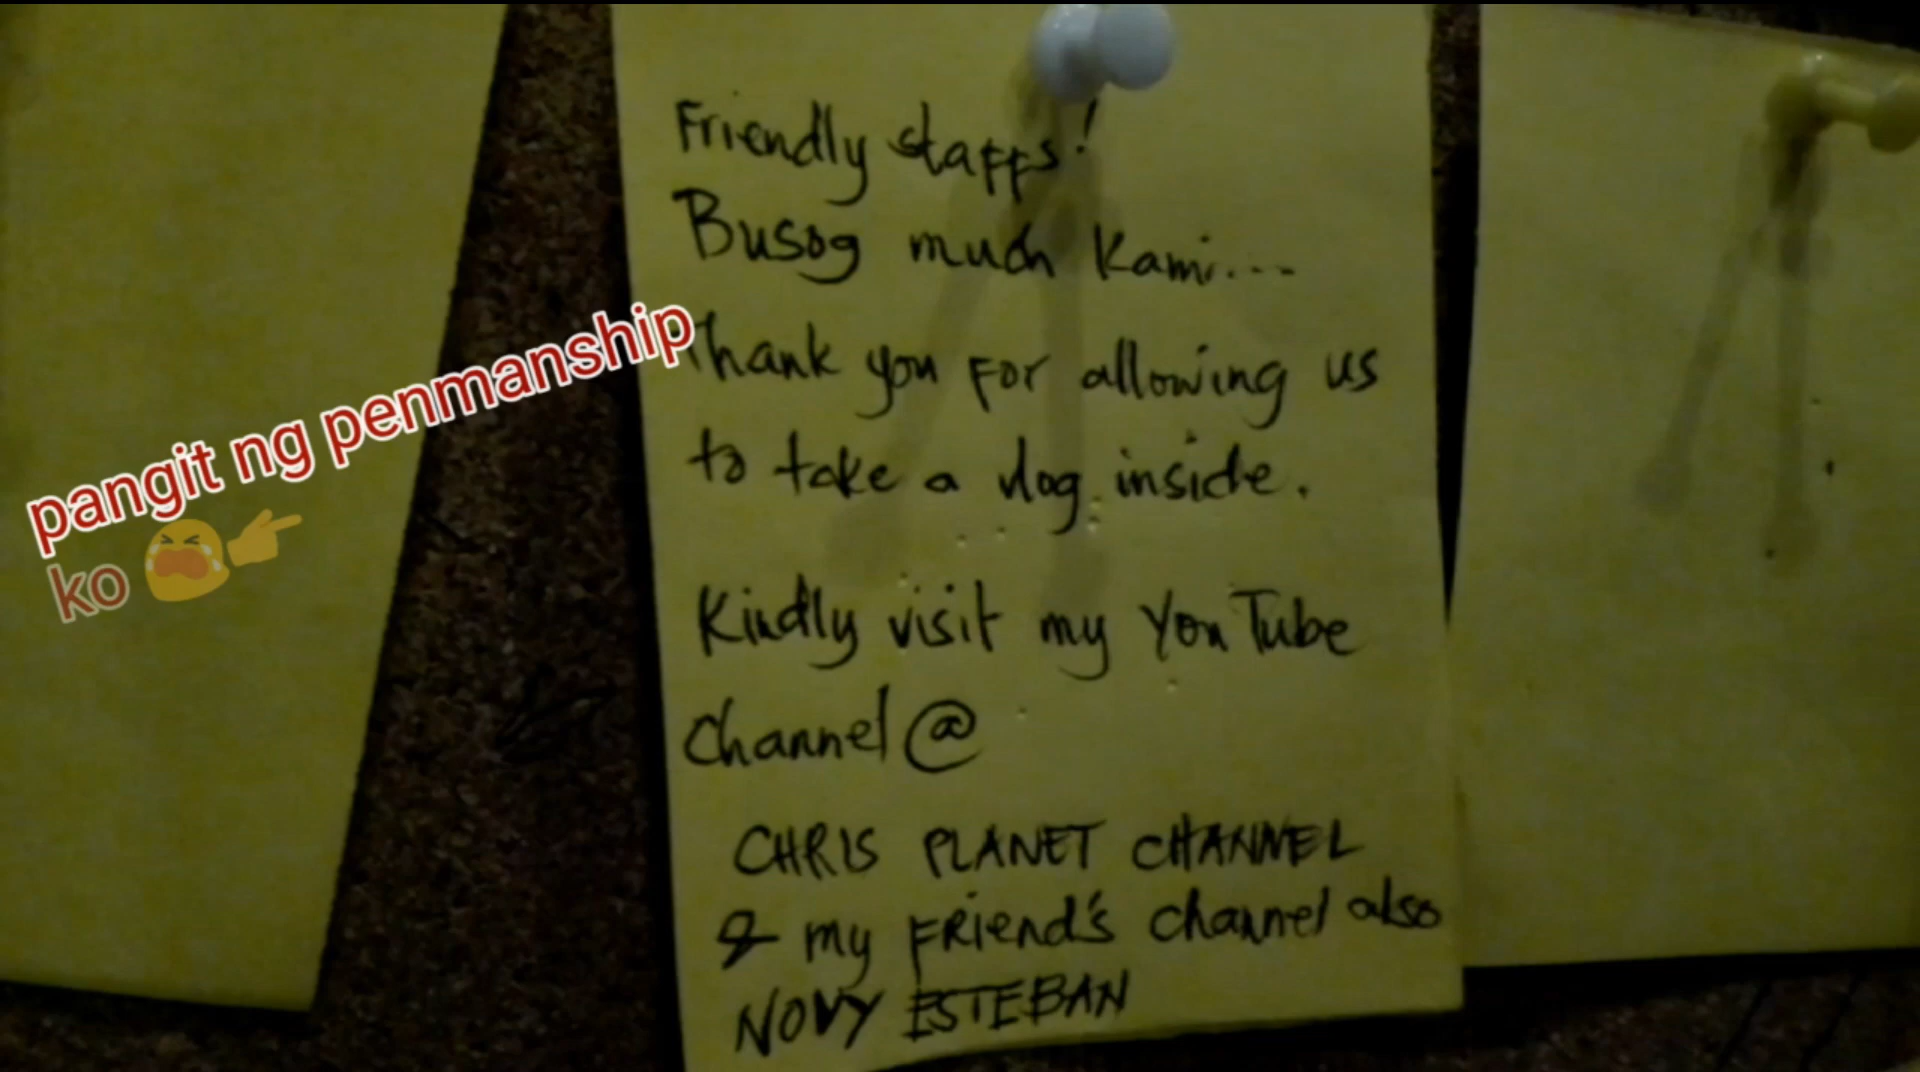 Friendly staffs!
Busog much kami...
Thank you for allowing us
to take a vlog inside.
Kindly visit my YouTube
Channel @
CHRIS PLANET CHANNEL
& my friend's channel also
NOVY ESTEBAN
pangit ng penmanship
ko 😭👉